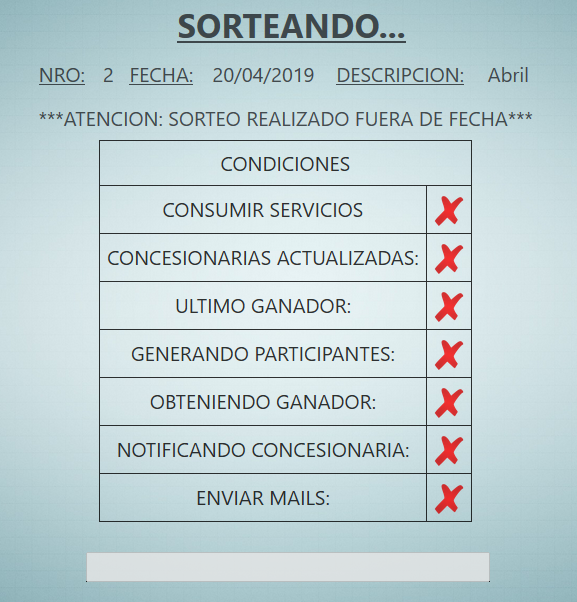 SORTEANDO...
NRO: 2 FECHA: 20/04/2019 DESCRIPCION: Abril
***ATENCION: SORTEO REALIZADO FUERA DE FECHA***
CONDICIONES
CONSUMIR SERVICIOS
CONCESIONARIAS ACTUALIZADAS:
ULTIMO GANADOR:
GENERANDO PARTICIPANTES:
OBTENIENDO GANADOR:
NOTIFICANDO CONCESIONARIA:
ENVIAR MAILS: